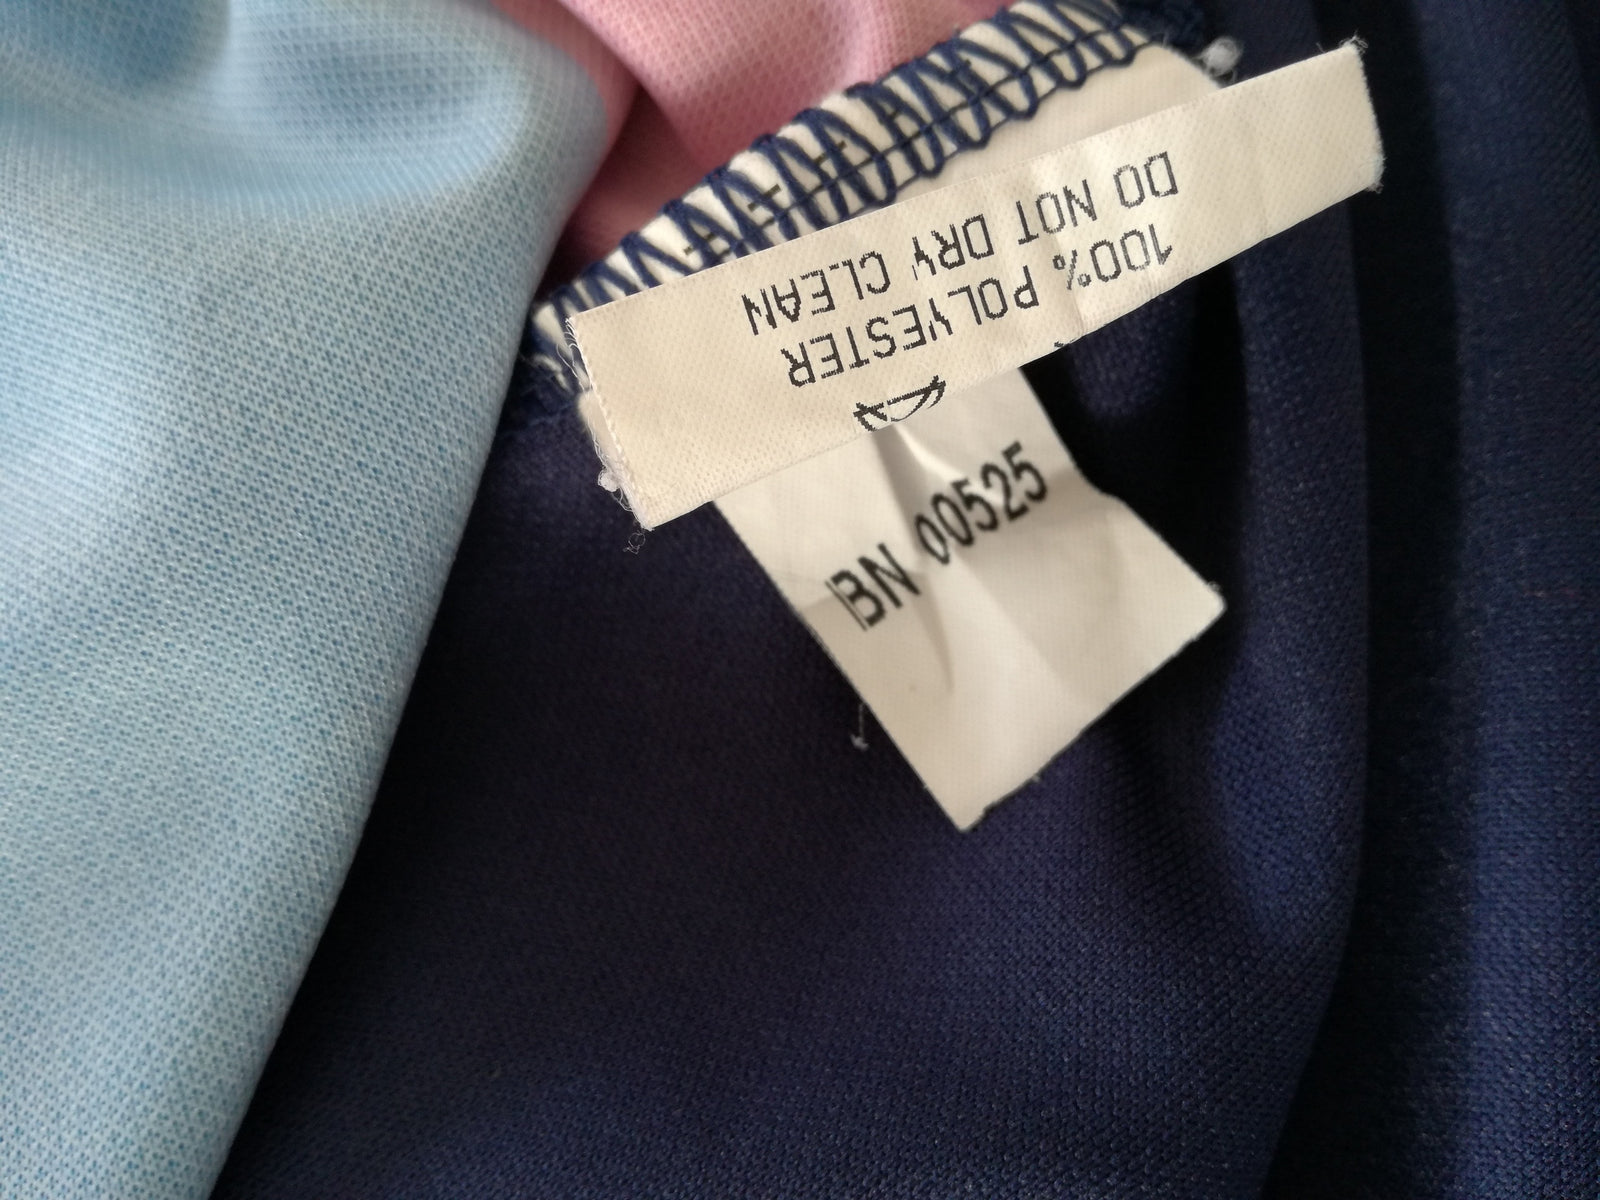 100% POLYESTER
DO NOT DRY CLEAN
BN 00525